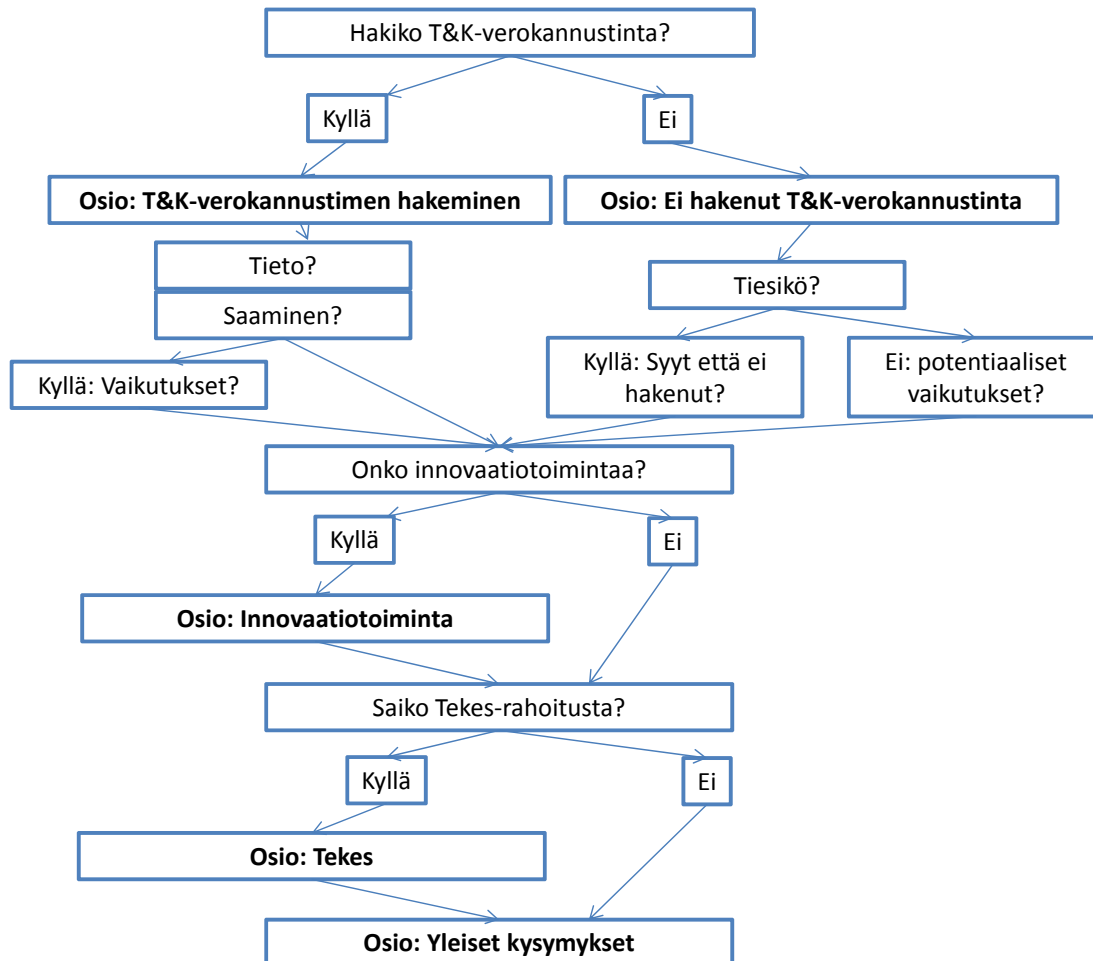 Hakiko T&K-verokannustinta?
Kyllä
Ei
Osio: T&K-verokannustimen hakeminen
Osio: Ei hakenut T&K-verokannustinta
Tieto?
Tiesikö?
Saaminen?
Kyllä: Vaikutukset?
Kyllä: Syyt että ei
hakenut?
Ei: potentiaaliset
vaikutukset?
Onko innovaatiotoimintaa?
Kyllä
Ei
Osio: Innovaatiotoiminta
Saiko Tekes-rahoitusta?
Kyllä
Ei
Osio: Tekes
Osio: Yleiset kysymykset